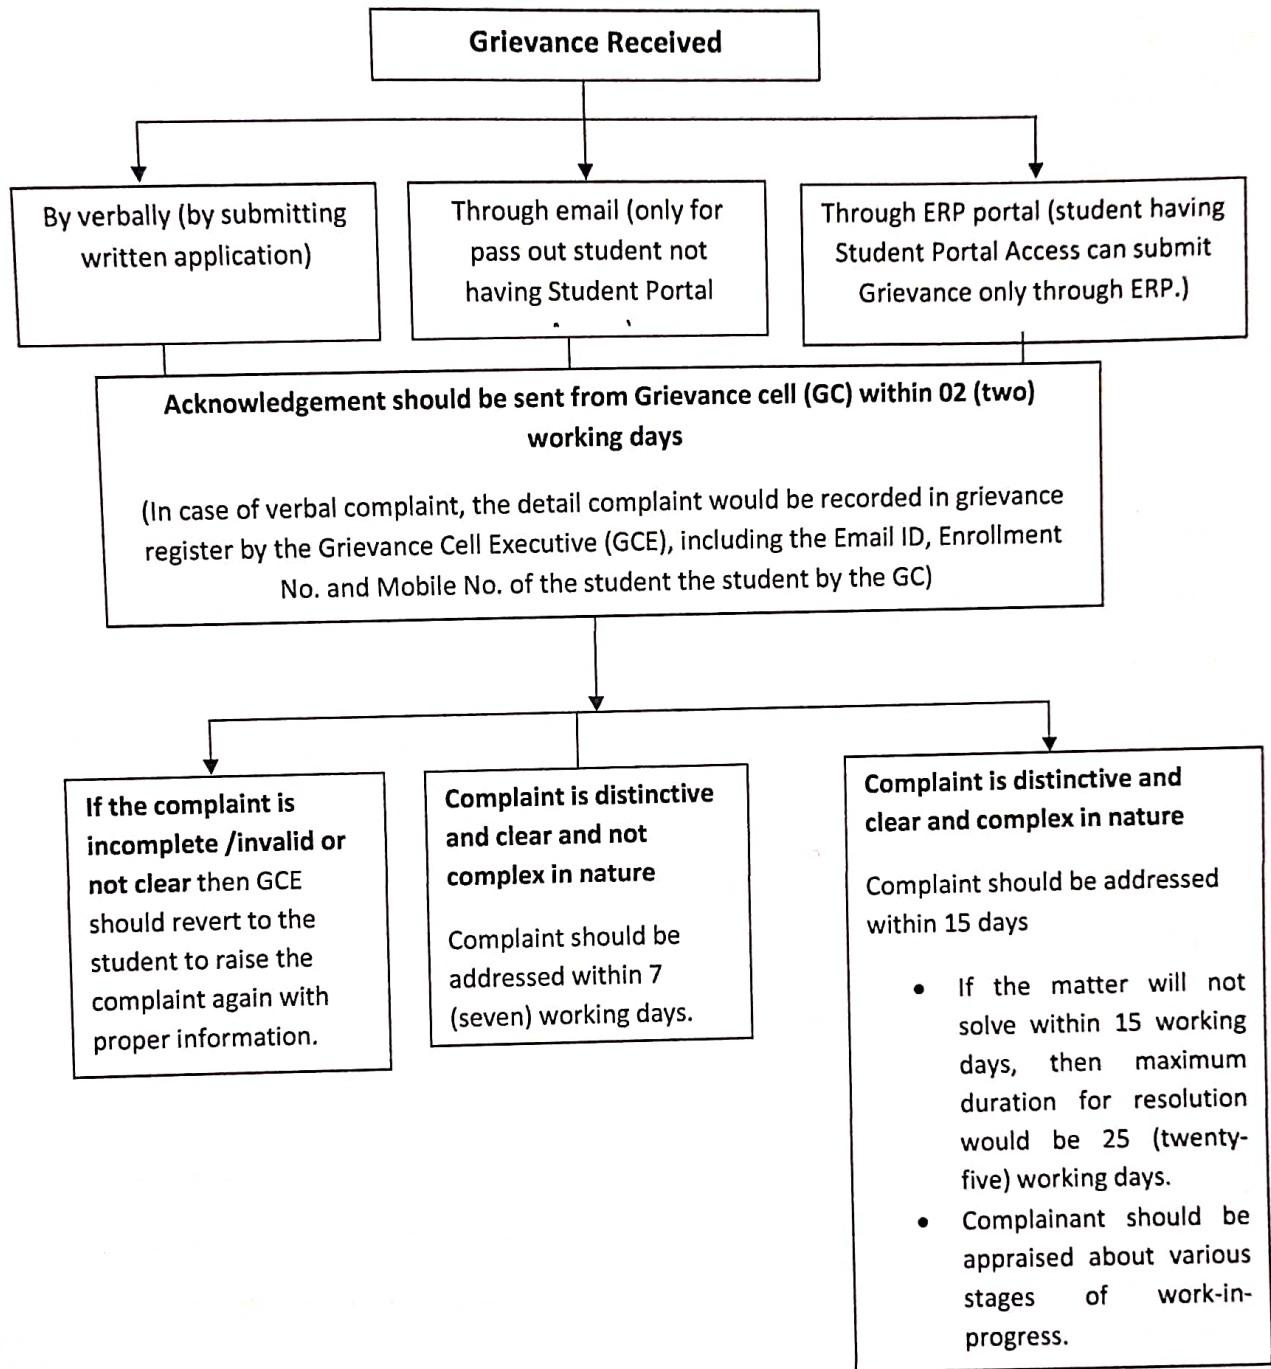 Grievance Received
By verbally (by submitting
written application)
Through email (only for
pass out student not
having Student Portal
Through ERP portal (student having
Student Portal Access can submit
Grievance only through ERP.)
Acknowledgement should be sent from Grievance cell (GC) within 02 (two)
working days
(In case of verbal complaint, the detail complaint would be recorded in grievance
register by the Grievance Cell Executive (GCE), including the Email ID, Enrollment
No. and Mobile No. of the student the student by the GC)
If the complaint is
incomplete /invalid or
not clear then GCE
should revert to the
student to raise the
complaint again with
proper information.
Complaint is distinctive
and clear and not
complex in nature
Complaint should be
addressed within 7
(seven) working days.
Complaint is distinctive and
clear and complex in nature
Complaint should be addressed
within 15 days
• If the matter will not
solve within 15 working
days, then maximum
duration for resolution
would be 25 (twenty-
five) working days.
• Complainant should be
appraised about various
stages of work-in-
progress.